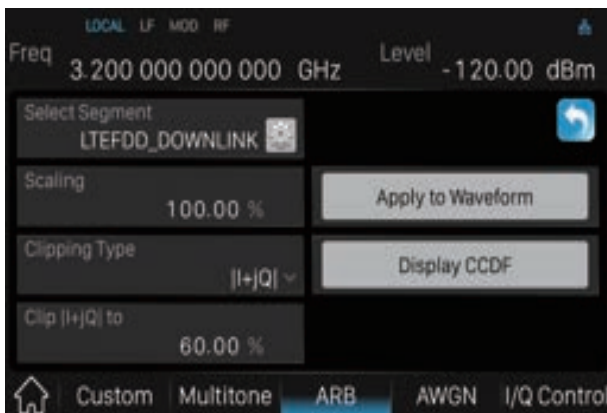 LOCAL LF MOD RF
Freq 3.200 000 000 000 GHz Level -120.00 dBm
Select Segment
LTEFDD_DOWNLINK
Scaling
100.00 %
Apply to Waveform
Clipping Type
|I+jQ|
Display CCDF
Clip |I+jQ| to
60.00 %
Custom Multitone ARB AWGN I/Q Contro